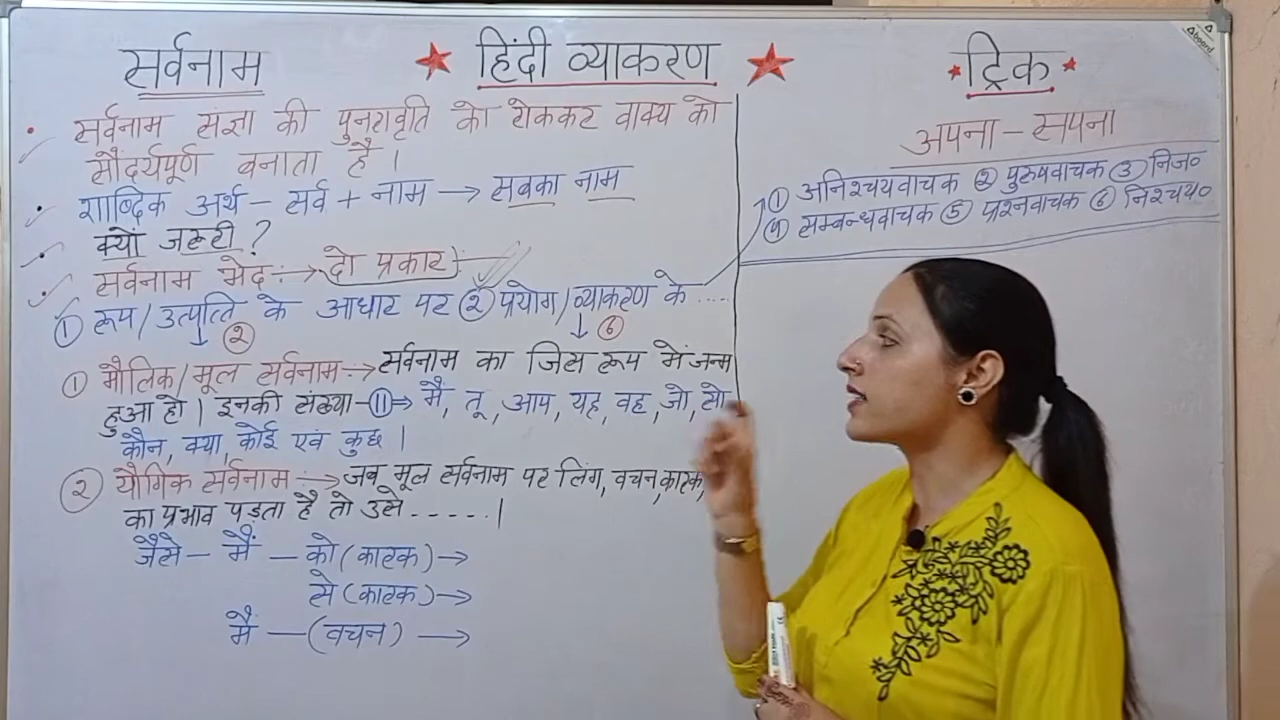 सर्वनाम ★ हिंदी व्याकरण ★ ★ ट्रिक ★
• सर्वनाम संज्ञा की पुनरावृति को रोककर वाक्य को
सौंदर्यपूर्ण बनाता है ।
• शाब्दिक अर्थ - सर्व + नाम → सबका नाम
• क्यों जरुरी ?
• सर्वनाम भेद :→ दो प्रकार) :
① रूप/उत्पत्ति के आधार पर ② प्रयोग/व्याकरण के ....
↓ ② ↓ ⑥
① मौलिक/मूल सर्वनाम :→ सर्वनाम का जिस रूप में जन्म
हुआ हो । इनकी संख्या - ⑪ ⇒ मैं, तू, आप, यह, वह, जो, सो
कौन, क्या, कोई एवं कुछ ।
② यौगिक सर्वनाम :→ जब मूल सर्वनाम पर लिंग, वचन, कारक,
का प्रभाव पड़ता है तो उसे ..... ।
जैसे - मैं - को (कारक) →
से (कारक) →
मैं - (वचन) →
अपना - सपना
① अनिश्चयवाचक ② पुरुषवाचक ③ निज०
④ सम्बन्धवाचक ⑤ प्रश्नवाचक ⑥ निश्चय०